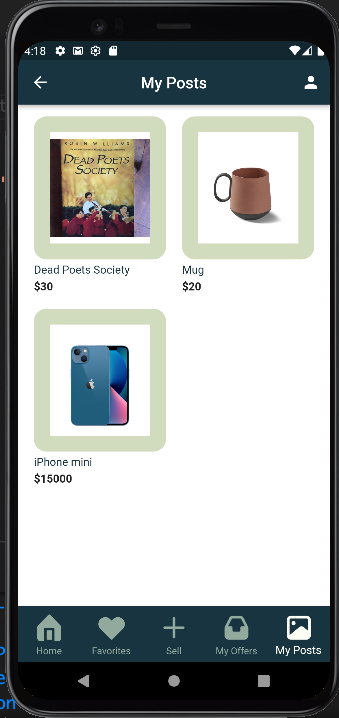 4:18
My Posts
ROBIN WILLIAMS
DEAD POETS
SOCIETY
Dead Poets Society
$30
Mug
$20
iPhone mini
$15000
Home
Favorites
Sell
My Offers
My Posts